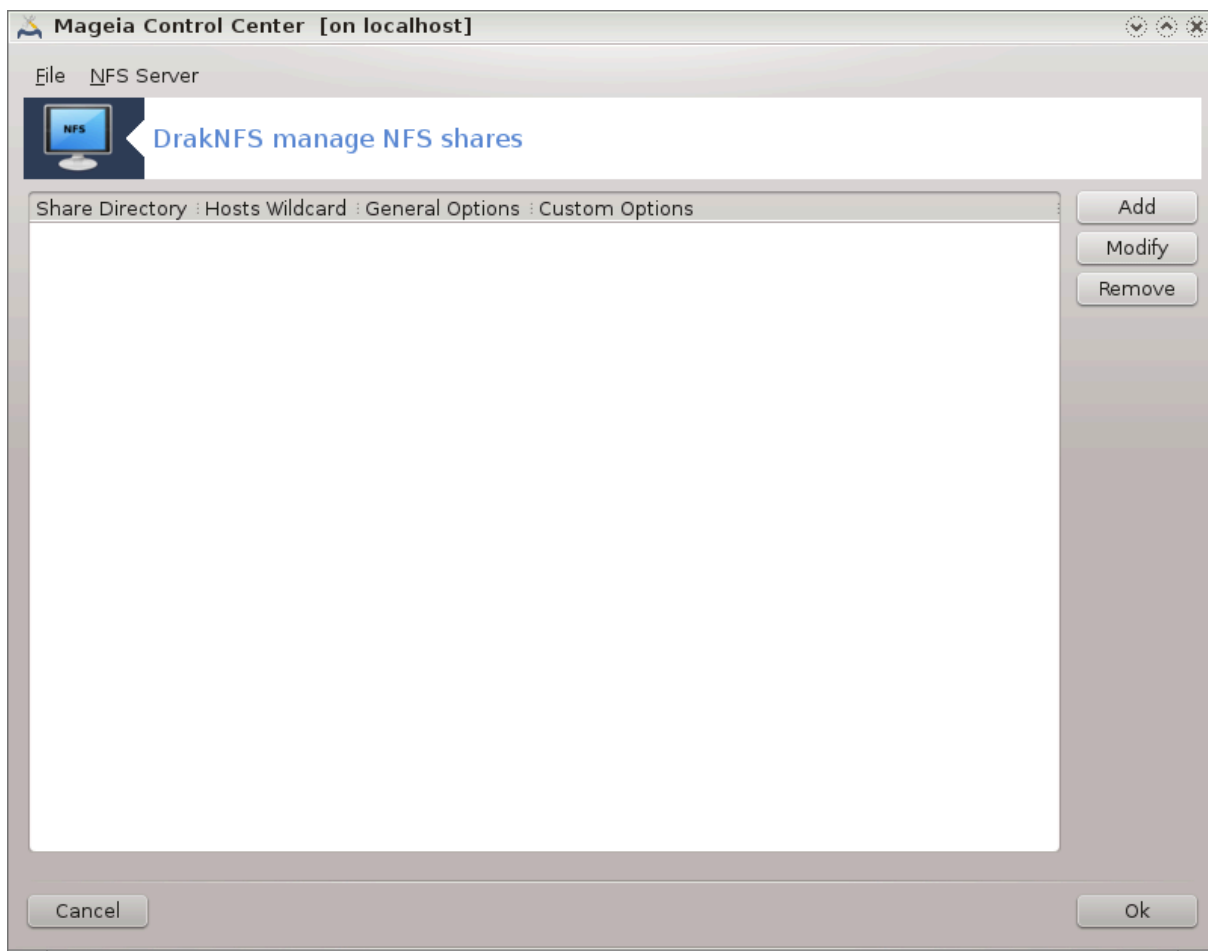 Mageia Control Center [on localhost]
File NFS Server
NFS
DrakNFS manage NFS shares
Share Directory Hosts Wildcard General Options Custom Options
Add
Modify
Remove
Cancel
Ok